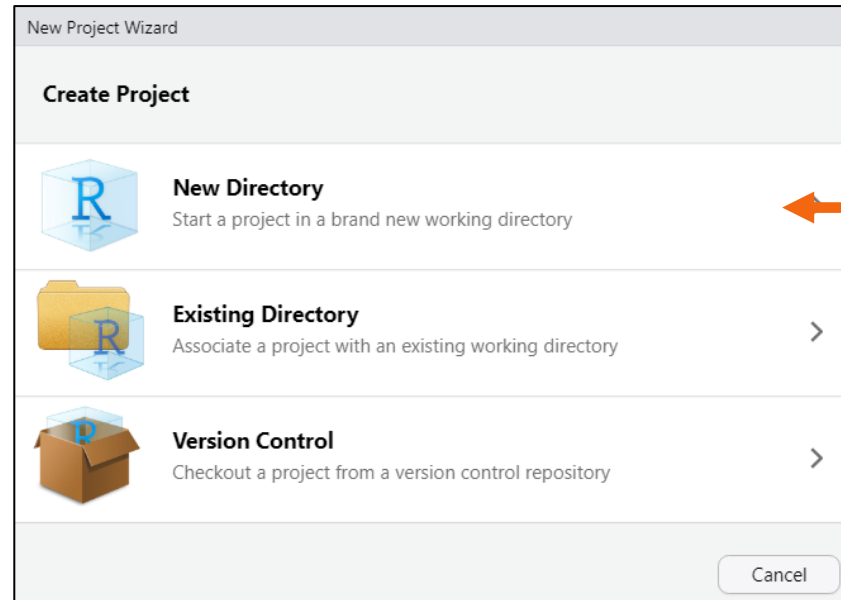 New Project Wizard
Create Project
R
New Directory
Start a project in a brand new working directory
R
Existing Directory
Associate a project with an existing working directory
R
Version Control
Checkout a project from a version control repository
Cancel